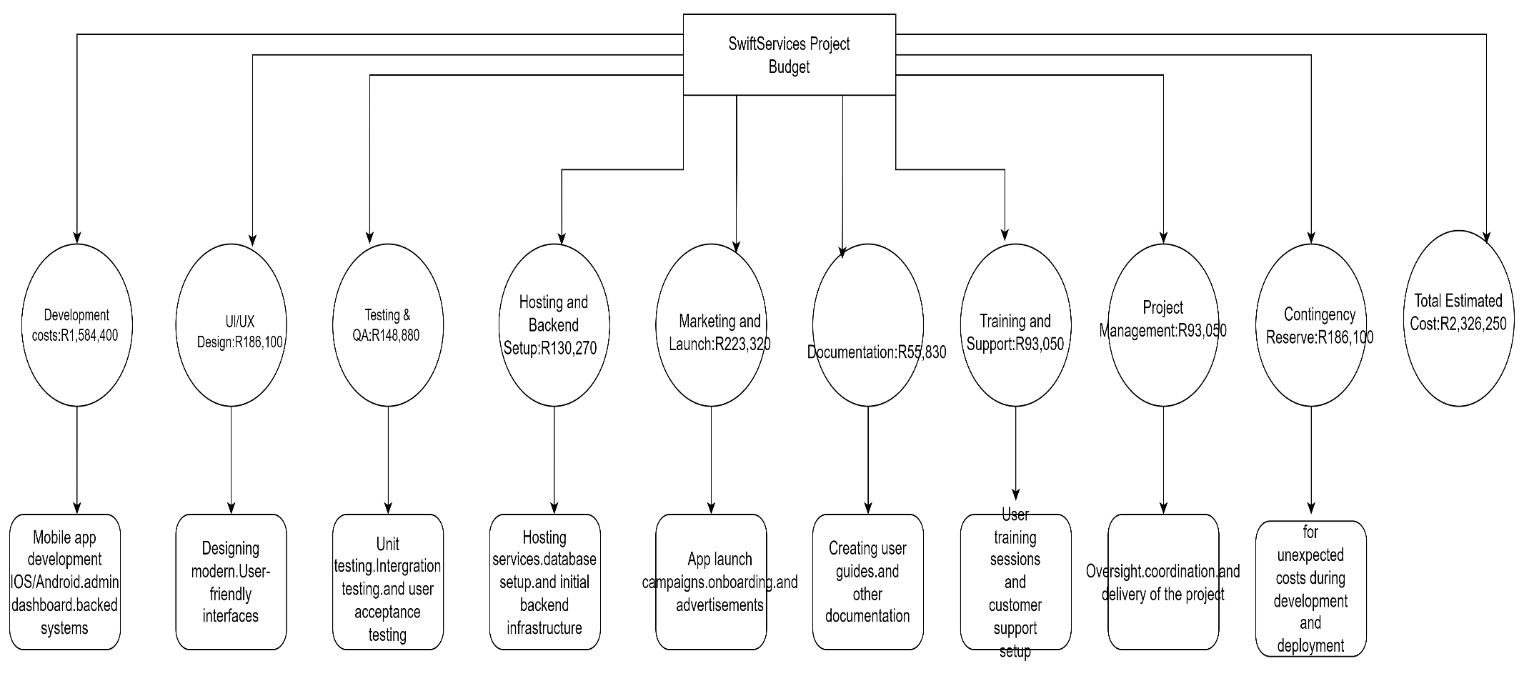 SwiftServices Project
Budget
Development
costs:R1,584,400
UI/UX
Design:R186,100
Testing &
QA:R148,880
Hosting and
Backend
Setup:R130,270
Marketing and
Launch:R223,320
Documentation:R55,830
Training and
Support:R93,050
Project
Management:R93,050
Contingency
Reserve:R186,100
Total Estimated
Cost:R2,326,250
Mobile app
development
IOS/Android.admin
dashboard.backed
systems
Designing
modern.User-
friendly
interfaces
Unit
testing.Intergration
testing.and user
acceptance
testing
Hosting
services.database
setup.and initial
backend
infrastructure
App launch
campaigns.onboarding.and
advertisements
Creating user
guides.and
other
documentation
User
training
sessions
and
customer
support
setup
Oversight.coordination.and
delivery of the project
for
unexpected
costs during
development
and
deployment